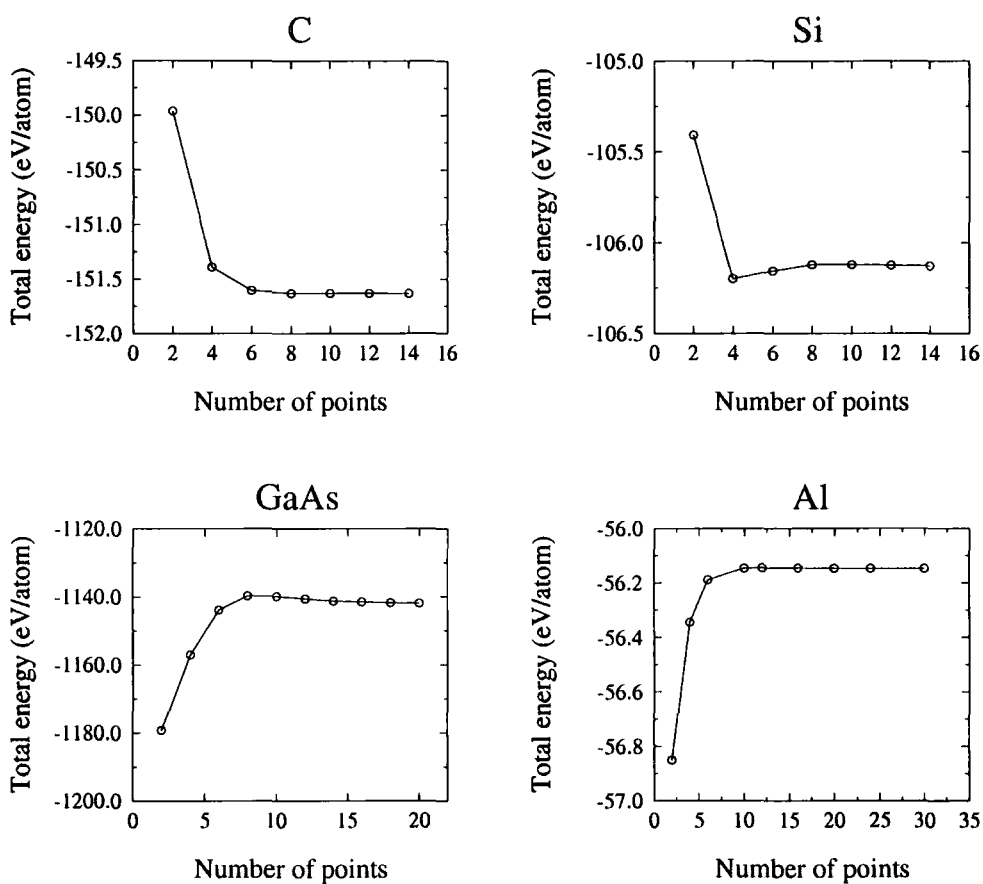 C
Total energy (eV/atom)
-149.5
-150.0
-150.5
-151.0
-151.5
-152.0
0 2 4 6 8 10 12 14 16
Number of points
Si
Total energy (eV/atom)
-105.0
-105.5
-106.0
-106.5
0 2 4 6 8 10 12 14 16
Number of points
GaAs
Total energy (eV/atom)
-1120.0
-1140.0
-1160.0
-1180.0
-1200.0
0 5 10 15 20
Number of points
Al
Total energy (eV/atom)
-56.0
-56.2
-56.4
-56.6
-56.8
-57.0
0 5 10 15 20 25 30 35
Number of points